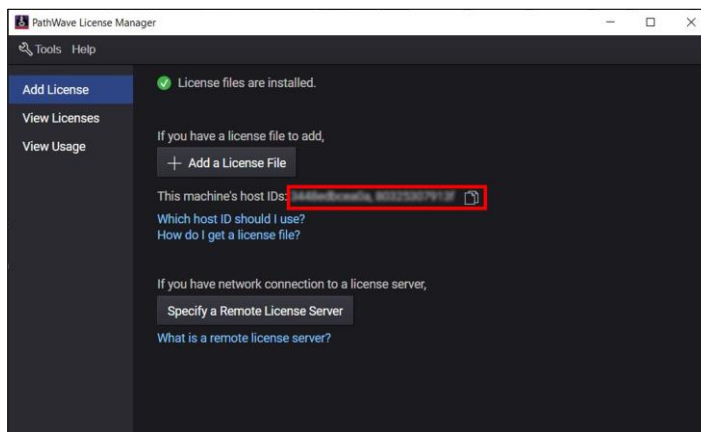 PathWave License Manager
Tools Help
Add License
View Licenses
View Usage
License files are installed.
If you have a license file to add,
+ Add a License File
This machine's host IDs:
Which host ID should I use?
How do I get a license file?
If you have network connection to a license server,
Specify a Remote License Server
What is a remote license server?